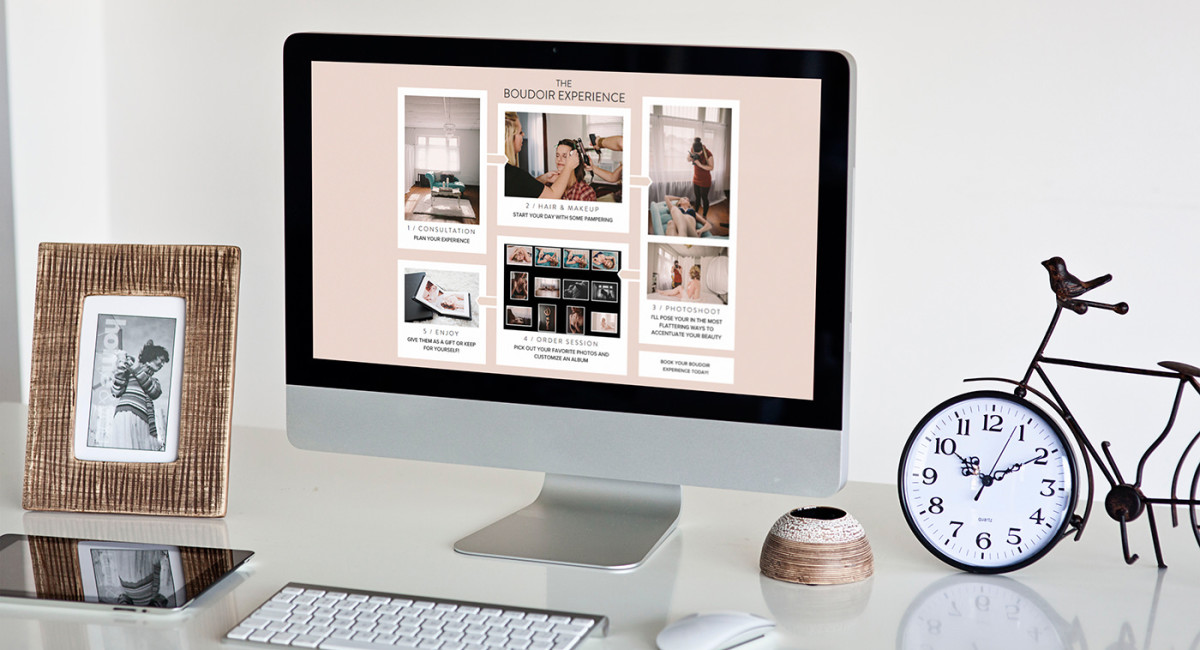 THE
BOUDOIR EXPERIENCE
1 / CONSULTATION
PLAN YOUR EXPERIENCE
2 / HAIR & MAKEUP
START YOUR DAY WITH SOME PAMPERING
3 / PHOTOSHOOT
I'LL POSE YOUR IN THE MOST
FLATTERING WAYS TO
ACCENTUATE YOUR BEAUTY
4 / ORDER SESSION
PICK OUT YOUR FAVORITE PHOTOS AND
CUSTOMIZE AN ALBUM
5 / ENJOY
GIVE THEM AS A GIFT OR KEEP
FOR YOURSELF!
BOOK YOUR BOUDOIR
EXPERIENCE TODAY!
12
1
2
3
4
5
6
7
8
9
10
11
QUARTZ